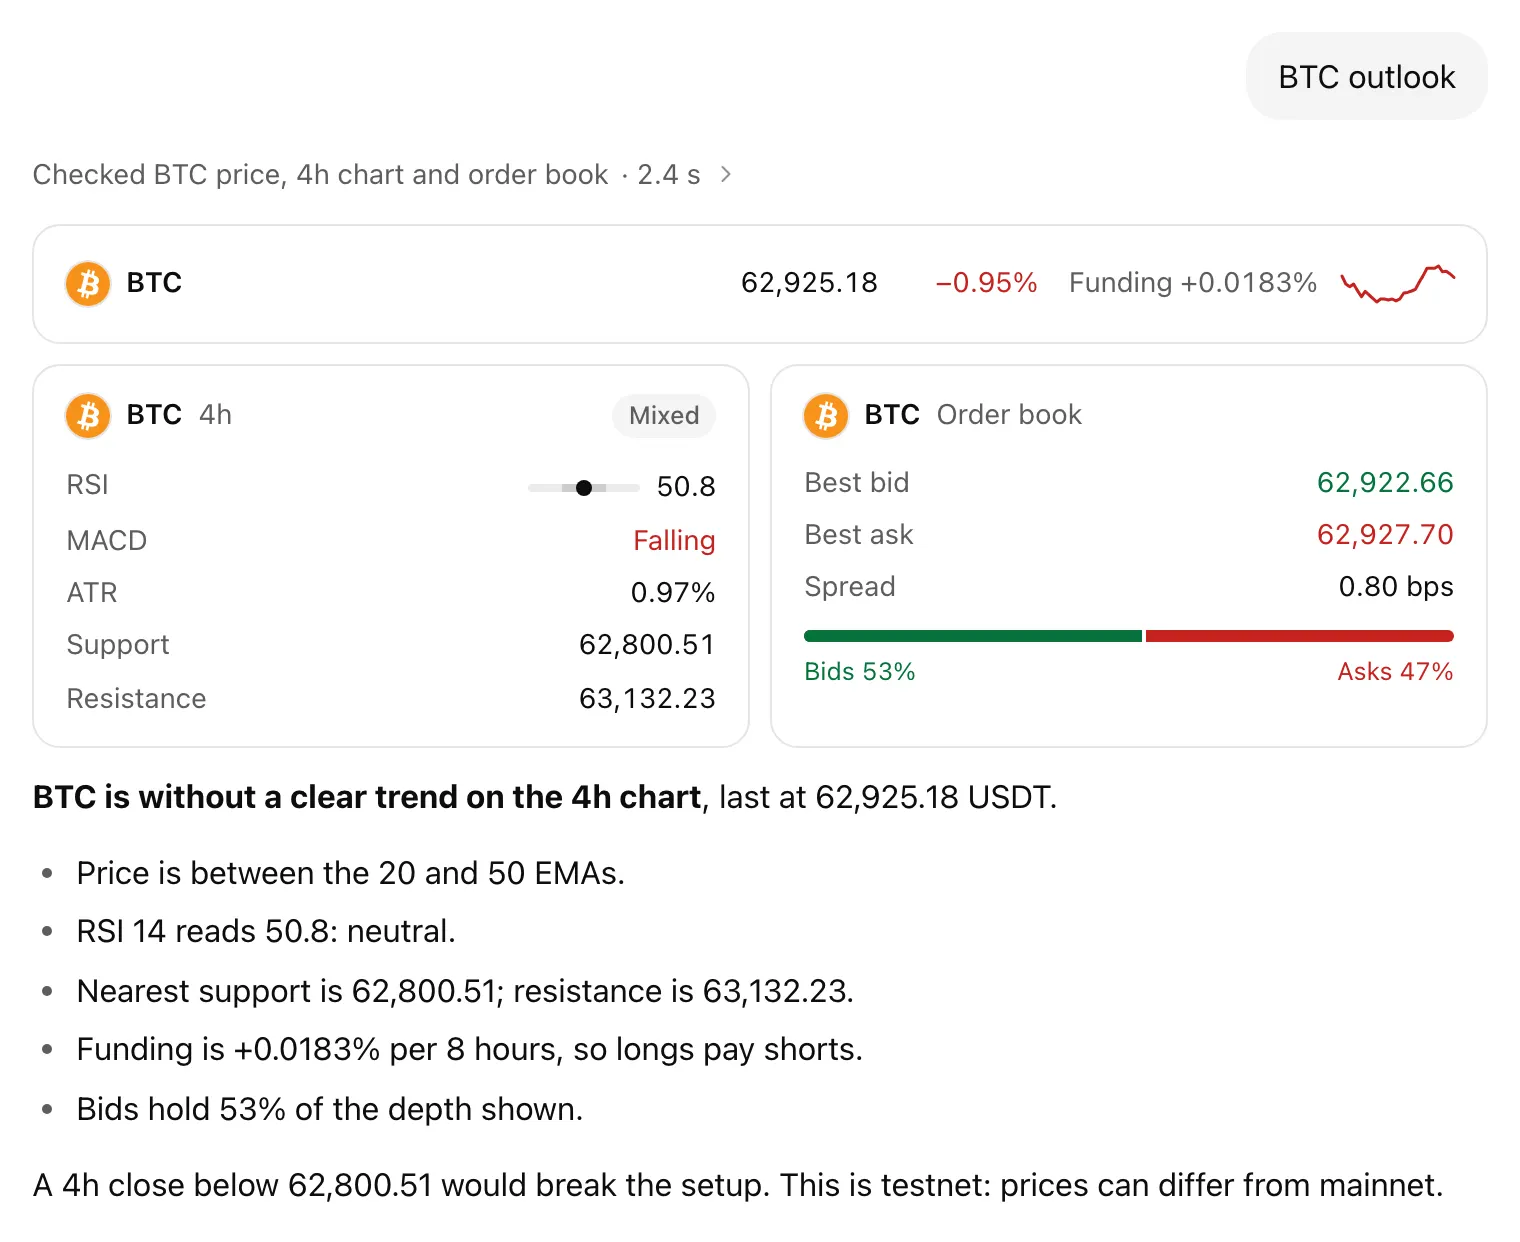 BTC outlook
Checked BTC price, 4h chart and order book · 2.4 s
BTC 62,925.18 −0.95% Funding +0.0183%
BTC 4h Mixed
RSI 50.8
MACD Falling
ATR 0.97%
Support 62,800.51
Resistance 63,132.23
BTC Order book
Best bid 62,922.66
Best ask 62,927.70
Spread 0.80 bps
Bids 53% Asks 47%
BTC is without a clear trend on the 4h chart, last at 62,925.18 USDT.
• Price is between the 20 and 50 EMAs.
• RSI 14 reads 50.8: neutral.
• Nearest support is 62,800.51; resistance is 63,132.23.
• Funding is +0.0183% per 8 hours, so longs pay shorts.
• Bids hold 53% of the depth shown.
A 4h close below 62,800.51 would break the setup. This is testnet: prices can differ from mainnet.